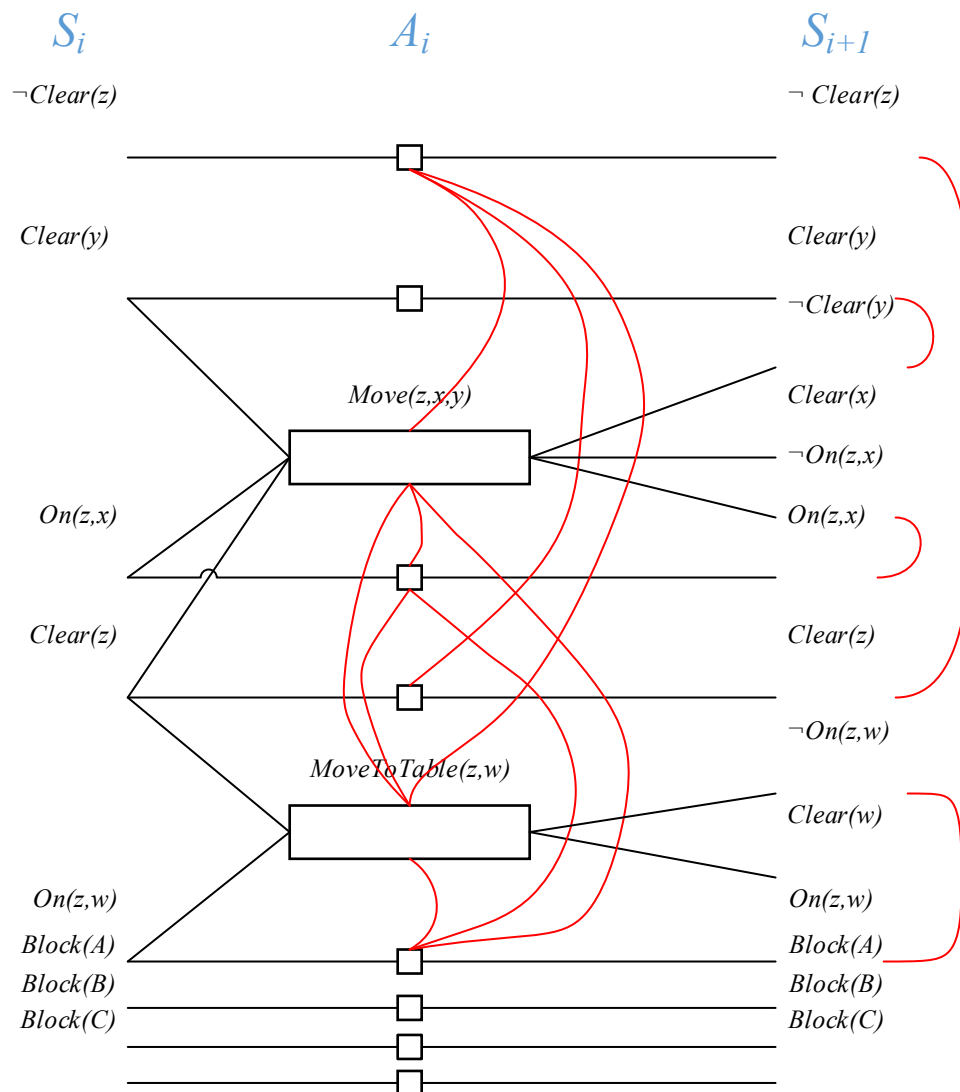 S_i A_i S_{i+1}
¬Clear(z) ¬ Clear(z)
Clear(y) Clear(y)
¬Clear(y)
Move(z,x,y) Clear(x)
¬On(z,x)
On(z,x) On(z,x)
Clear(z) Clear(z)
¬On(z,w)
MoveToTable(z,w)
Clear(w)
On(z,w) On(z,w)
Block(A) Block(A)
Block(B) Block(B)
Block(C) Block(C)